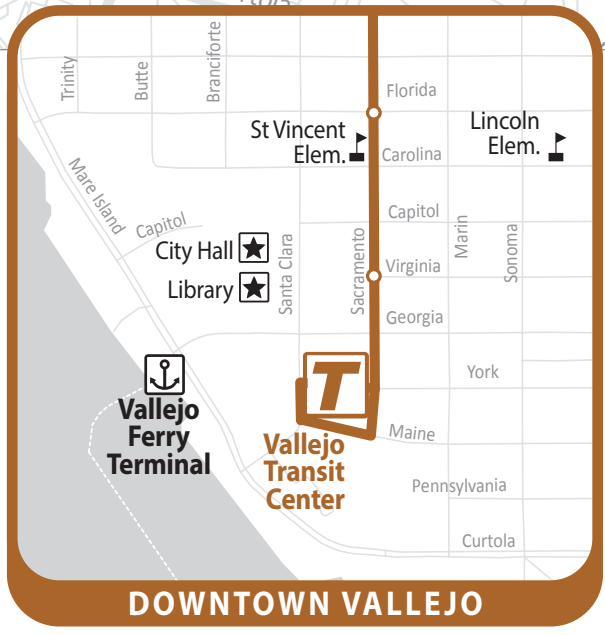 Trinity
Butte
Branciforte
Florida
St Vincent
Elem.
Lincoln
Elem.
Carolina
Mare Island
Capitol
Capitol
City Hall
Library
Santa Clara
Sacramento
Marin
Sonoma
Virginia
Georgia
T
York
Vallejo
Ferry
Terminal
Vallejo
Transit
Center
Maine
Pennsylvania
Curtola
DOWNTOWN VALLEJO